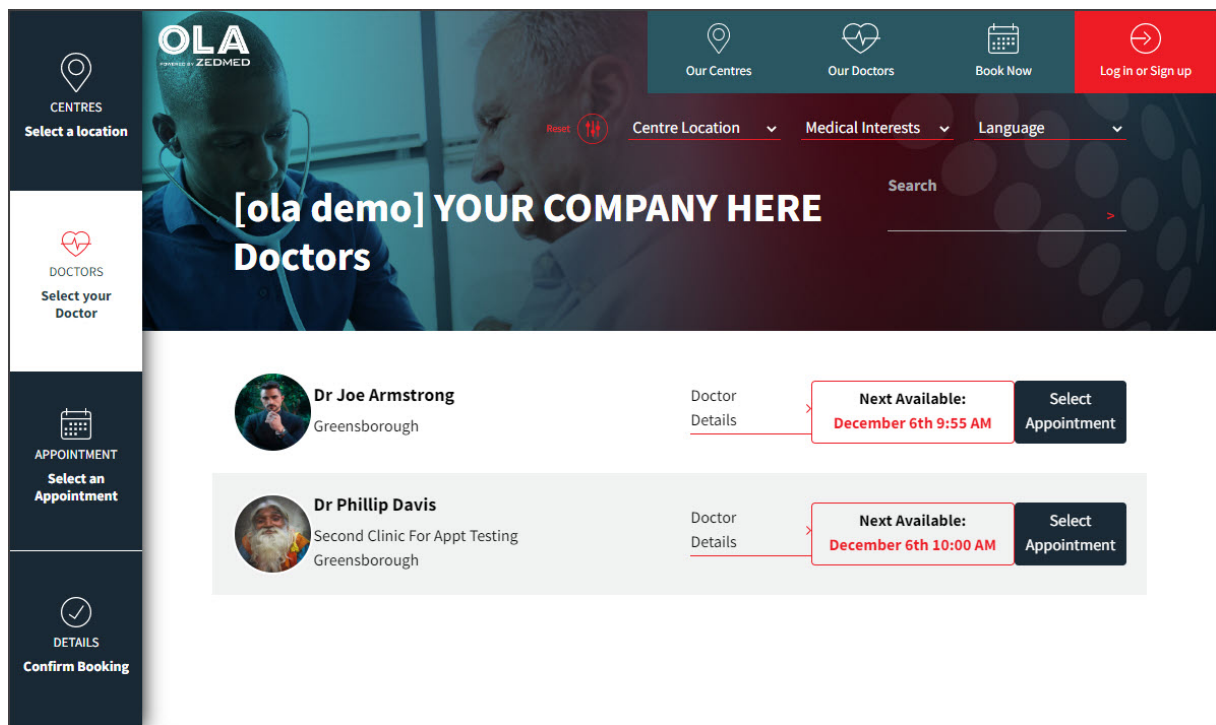 CENTRES
Select a location
DOCTORS
Select your
Doctor
APPOINTMENT
Select an
Appointment
DETAILS
Confirm Booking
OLA
POWERED BY ZEDMED
Our Centres
Our Doctors
Book Now
Log in or Sign up
Reset
Centre Location
Medical Interests
Language
Search
>
[ola demo] YOUR COMPANY HERE
Doctors
Dr Joe Armstrong
Greensborough
Doctor
Details
Next Available:
December 6th 9:55 AM
Select
Appointment
Dr Phillip Davis
Second Clinic For Appt Testing
Greensborough
Doctor
Details
Next Available:
December 6th 10:00 AM
Select
Appointment